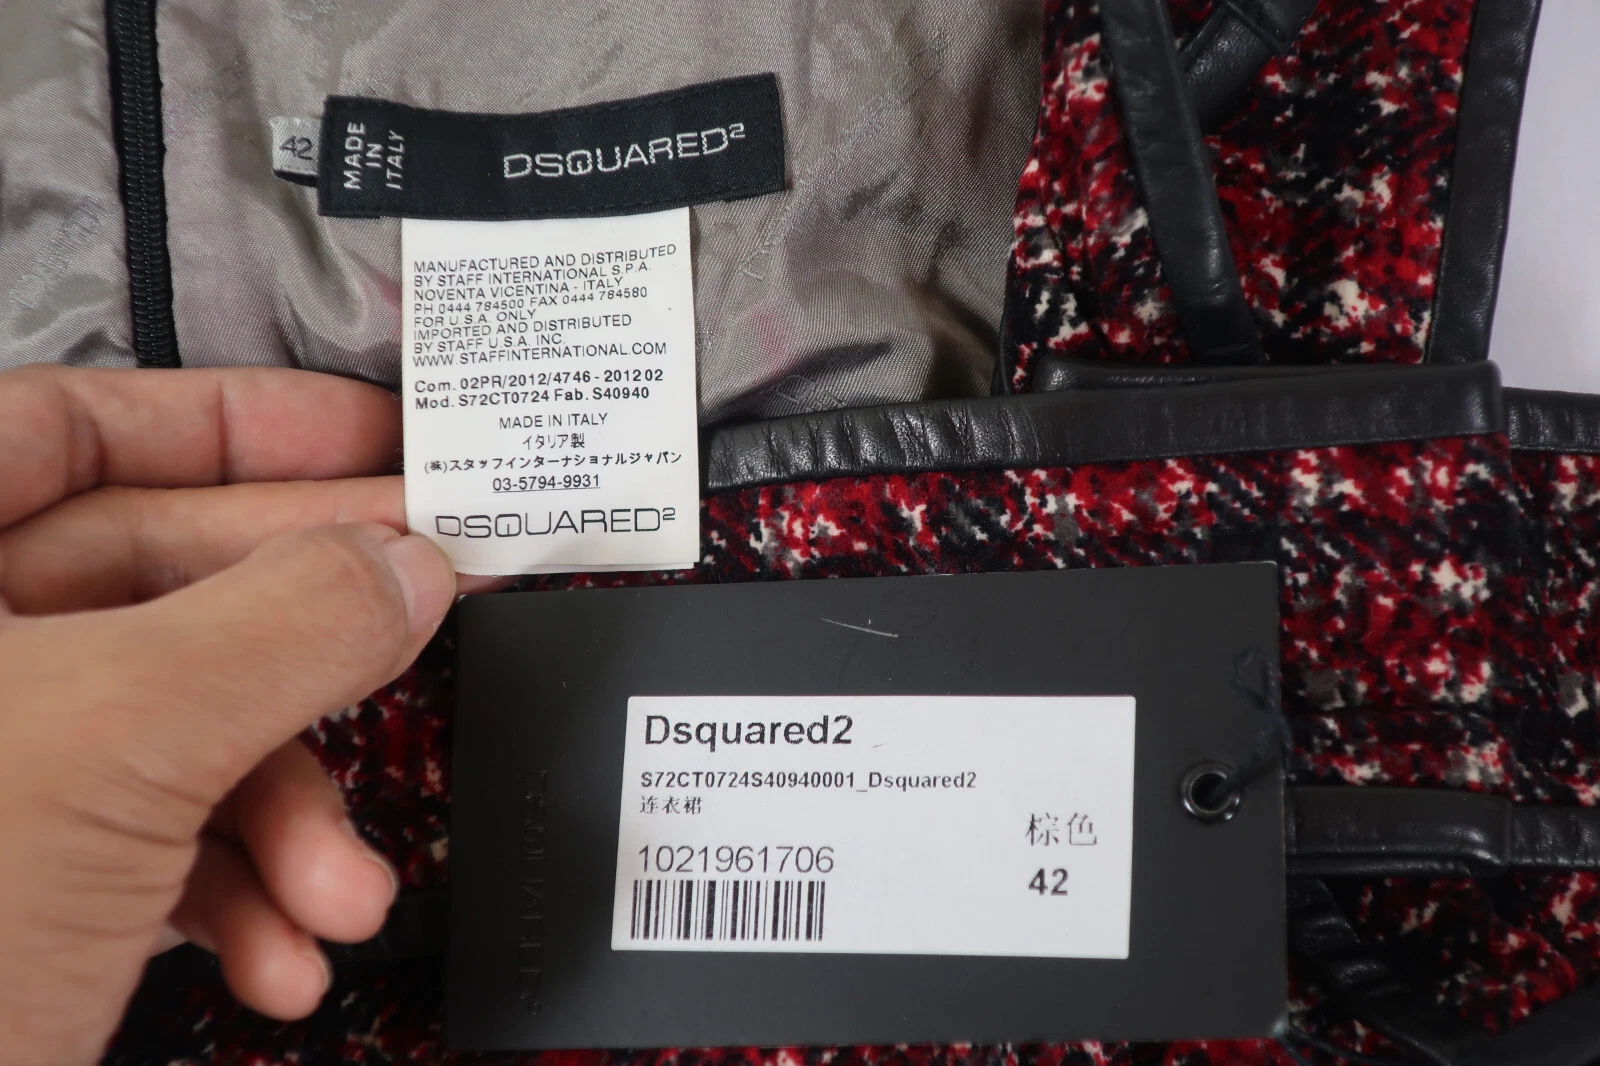 42
MADE
IN
ITALY
DSQUARED2
MANUFACTURED AND DISTRIBUTED
BY STAFF INTERNATIONAL S.P.A.
NOVENTA VICENTINA - ITALY
PH 0444 784500 FAX 0444 784580
FOR U.S.A. ONLY
IMPORTED AND DISTRIBUTED
BY STAFF U.S.A. INC.
WWW.STAFFINTERNATIONAL.COM
Com. 02PR/2012/4746 - 2012 02
Mod. S72CT0724 Fab. S40940
MADE IN ITALY
イタリア製
(株)スタッフインターナショナルジャパン
03-5794-9931
DSQUARED2
Dsquared2
S72CT0724S40940001_Dsquared2
连衣裙
1021961706
棕色
42
DSQUARED2